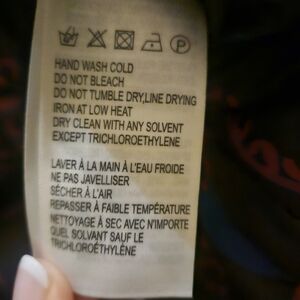 HAND WASH COLD
DO NOT BLEACH
DO NOT TUMBLE DRY,LINE DRYING
IRON AT LOW HEAT
DRY CLEAN WITH ANY SOLVENT
EXCEPT TRICHLOROETHYLENE
LAVER À LA MAIN À L'EAU FROIDE
NE PAS JAVELLISER
SÉCHER À L'AIR
REPASSER À FAIBLE TEMPÉRATURE
NETTOYAGE À SEC AVEC N'IMPORTE
QUEL SOLVANT SAUF LE
TRICHLOROÉTHYLÈNE